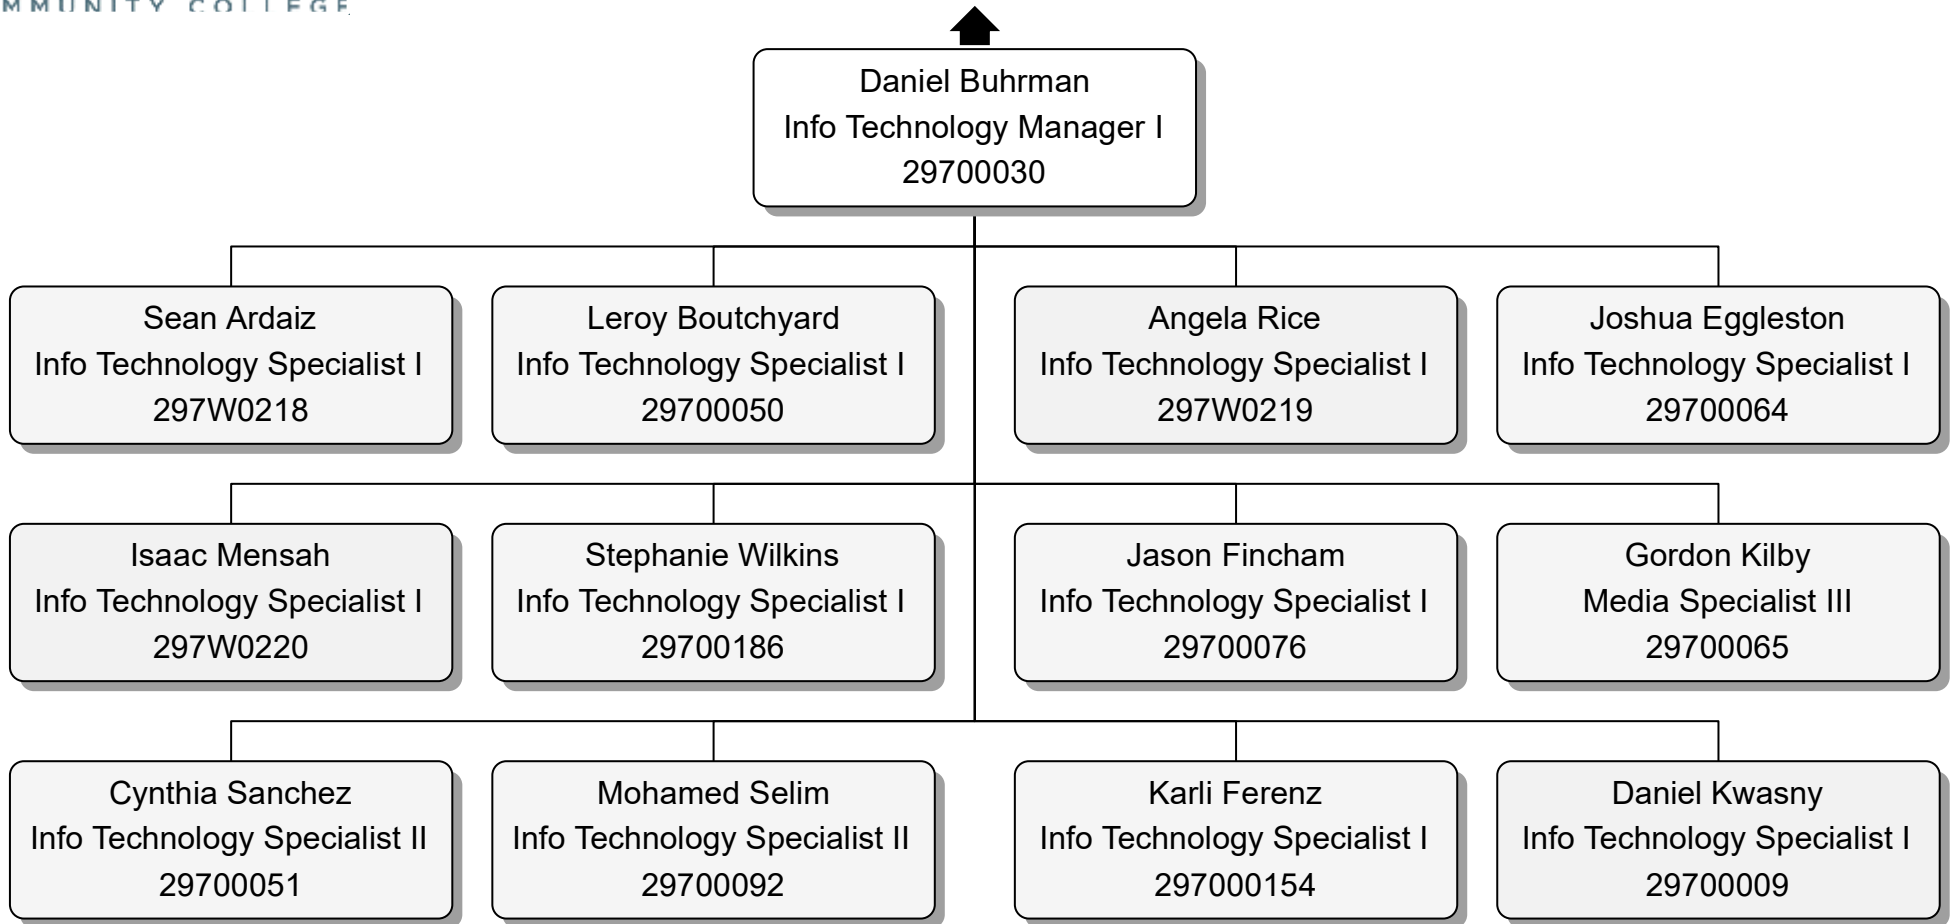 MMUNITY COLLEGE
Daniel Buhrman
Info Technology Manager I
29700030
Sean Ardaiz
Info Technology Specialist I
297W0218
Leroy Boutchyard
Info Technology Specialist I
29700050
Angela Rice
Info Technology Specialist I
297W0219
Joshua Eggleston
Info Technology Specialist I
29700064
Isaac Mensah
Info Technology Specialist I
297W0220
Stephanie Wilkins
Info Technology Specialist I
29700186
Jason Fincham
Info Technology Specialist I
29700076
Gordon Kilby
Media Specialist III
29700065
Cynthia Sanchez
Info Technology Specialist II
29700051
Mohamed Selim
Info Technology Specialist II
29700092
Karli Ferenz
Info Technology Specialist I
297000154
Daniel Kwasny
Info Technology Specialist I
29700009